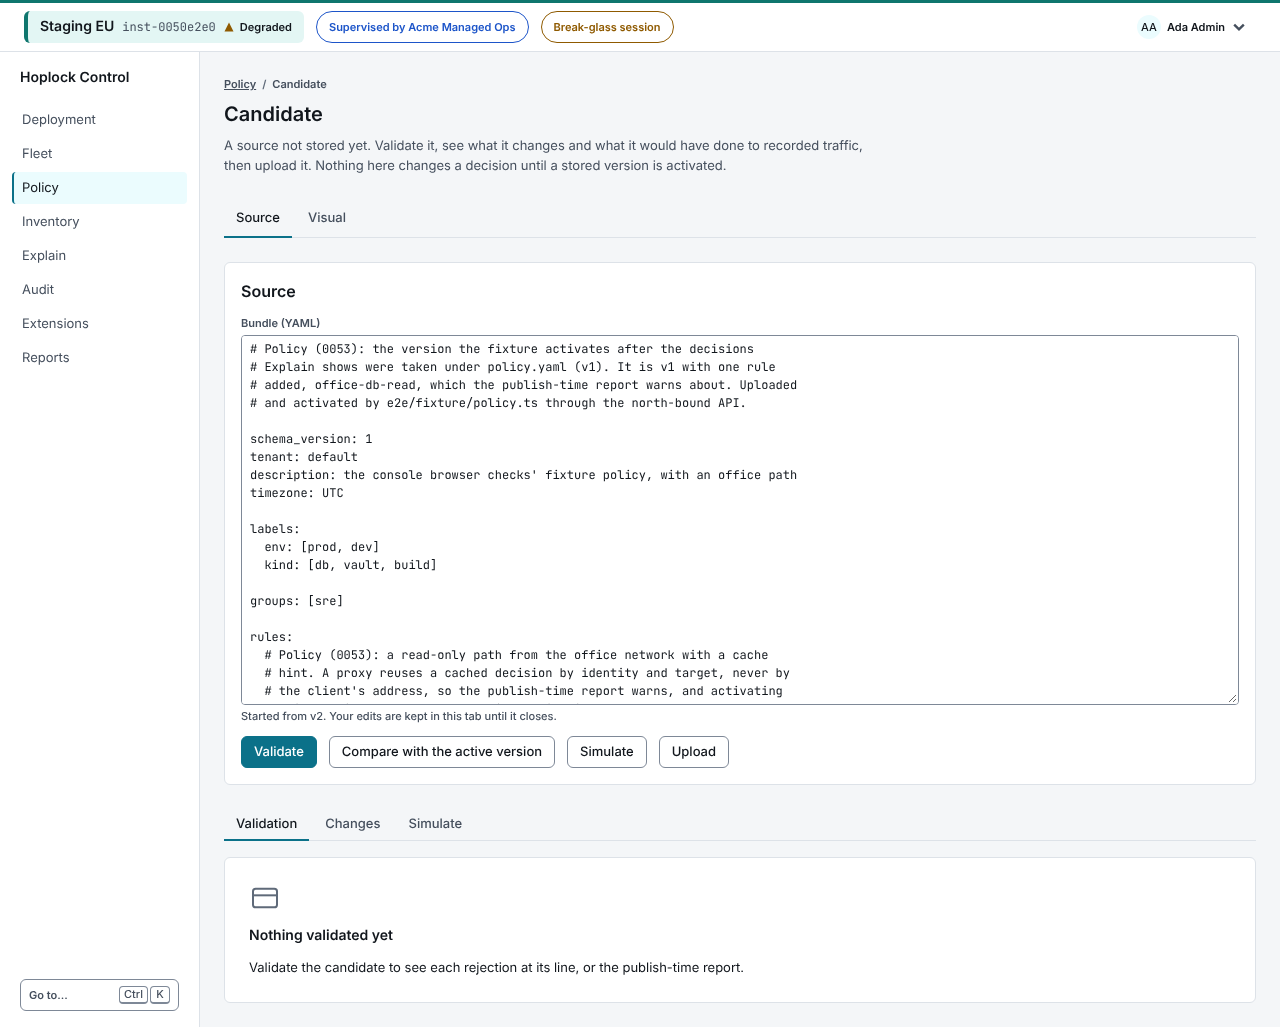 Staging EU inst-0050e2e0 Degraded
Supervised by Acme Managed Ops
Break-glass session
AA Ada Admin
Hoplock Control
Deployment
Fleet
Policy
Inventory
Explain
Audit
Extensions
Reports
Go to... Ctrl K
Policy / Candidate
Candidate
A source not stored yet. Validate it, see what it changes and what it would have done to recorded traffic,
then upload it. Nothing here changes a decision until a stored version is activated.
Source Visual
Source
Bundle (YAML)
# Policy (0053): the version the fixture activates after the decisions
# Explain shows were taken under policy.yaml (v1). It is v1 with one rule
# added, office-db-read, which the publish-time report warns about. Uploaded
# and activated by e2e/fixture/policy.ts through the north-bound API.
schema_version: 1
tenant: default
description: the console browser checks' fixture policy, with an office path
timezone: UTC
labels:
  env: [prod, dev]
  kind: [db, vault, build]
groups: [sre]
rules:
  # Policy (0053): a read-only path from the office network with a cache
  # hint. A proxy reuses a cached decision by identity and target, never by
  # the client's address, so the publish-time report warns, and activating
Started from v2. Your edits are kept in this tab until it closes.
Validate Compare with the active version Simulate Upload
Validation Changes Simulate
Nothing validated yet
Validate the candidate to see each rejection at its line, or the publish-time report.